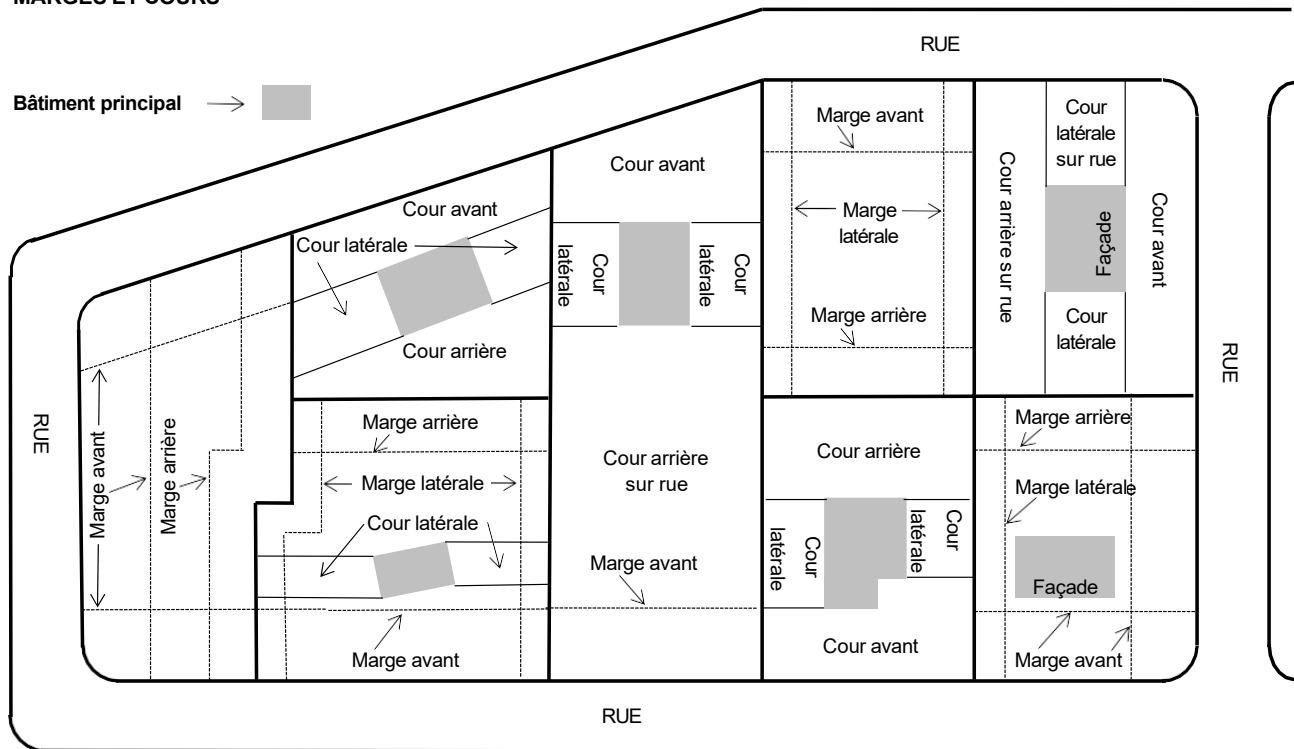 MARGES ET COURS
RUE
Bâtiment principal
Marge avant
Cour
latérale
sur rue
Cour avant
Cour arrière sur rue
Cour avant
Cour avant
Marge
latérale
Cour latérale
Cour
latérale
Cour
latérale
Façade
Marge arrière
Cour
latérale
Cour arrière
RUE
RUE
Marge avant
Marge arrière
Marge arrière
Marge arrière
Cour arrière
Cour arrière
sur rue
Marge latérale
Marge latérale
Cour latérale
Cour
latérale
Cour
latérale
Marge avant
Façade
Cour avant
Marge avant
Marge avant
RUE